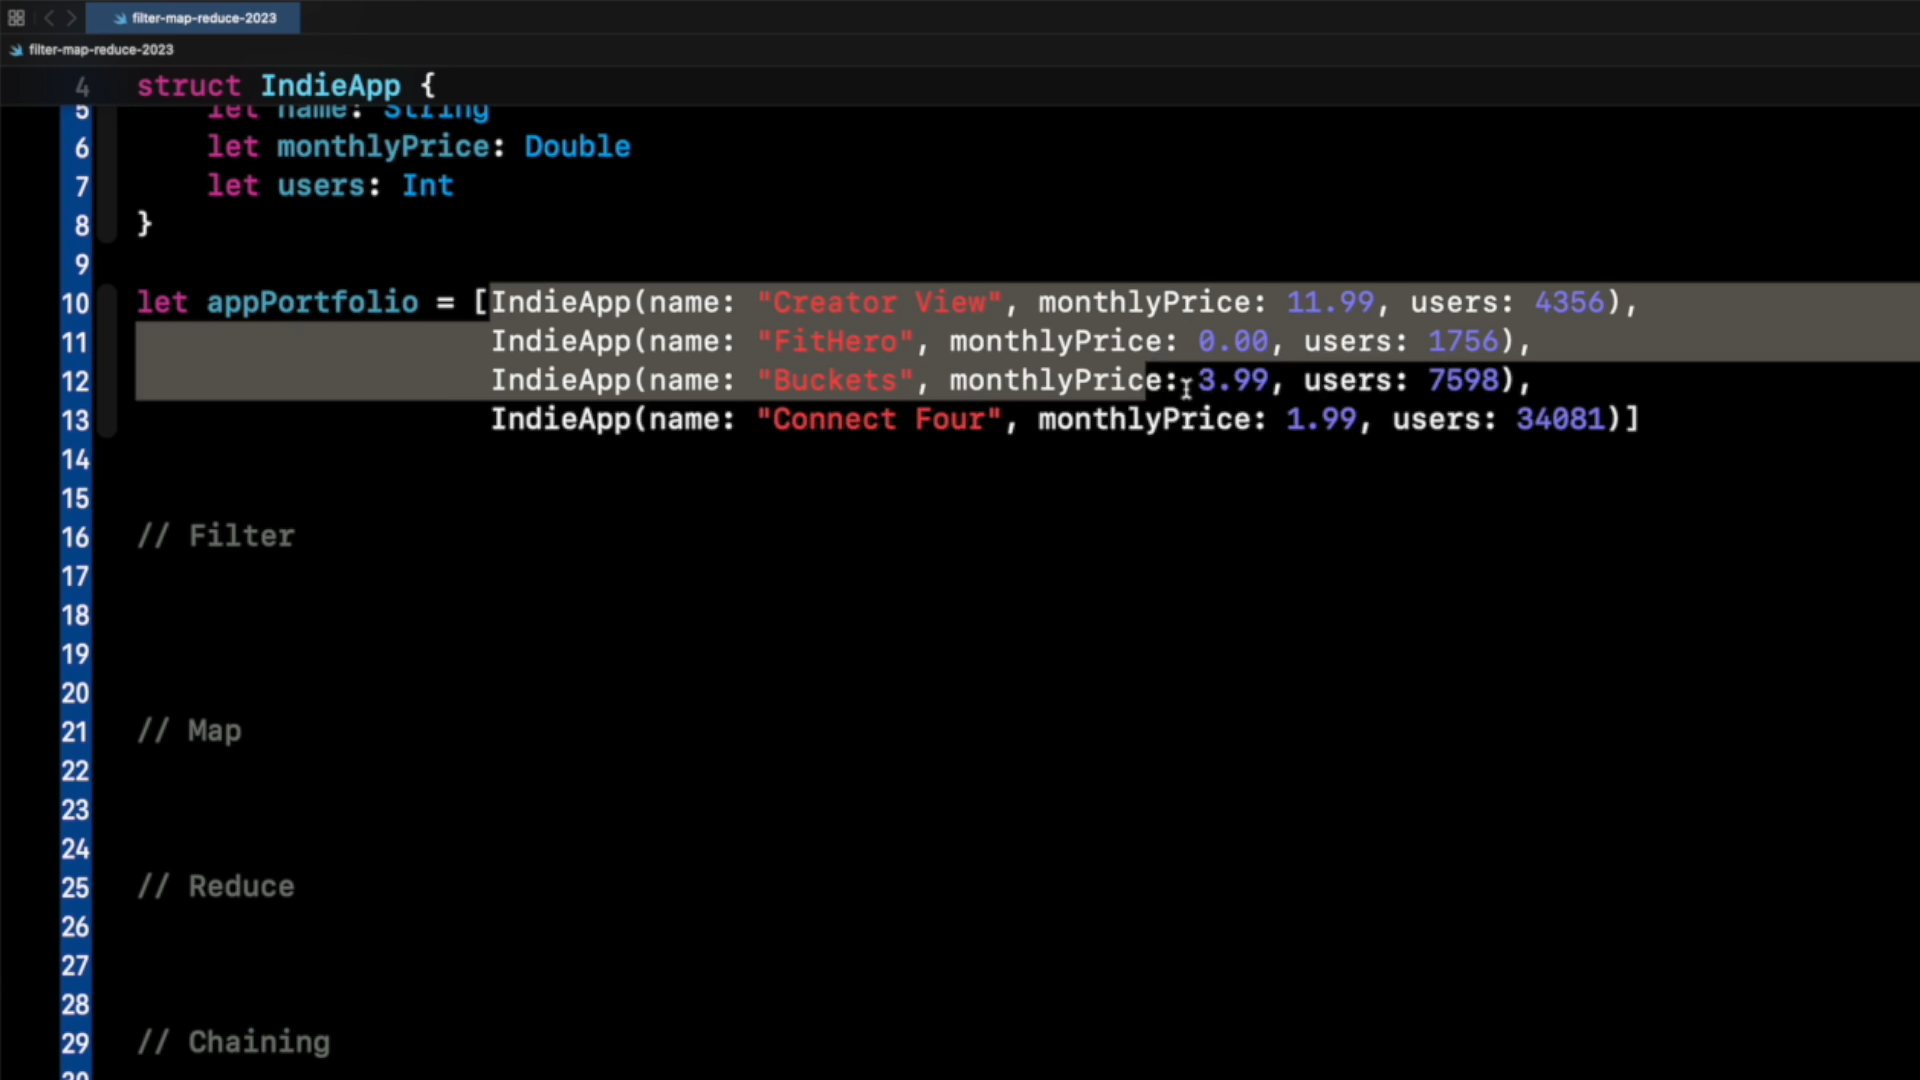 filter-map-reduce-2023
filter-map-reduce-2023
4 struct IndieApp {
5 let name: String
6 let monthlyPrice: Double
7 let users: Int
8 }
9
10 let appPortfolio = [IndieApp(name: "Creator View", monthlyPrice: 11.99, users: 4356),
11 IndieApp(name: "FitHero", monthlyPrice: 0.00, users: 1756),
12 IndieApp(name: "Buckets", monthlyPrice: 3.99, users: 7598),
13 IndieApp(name: "Connect Four", monthlyPrice: 1.99, users: 34081)]
14
15
16 // Filter
17
18
19
20
21 // Map
22
23
24
25 // Reduce
26
27
28
29 // Chaining
30